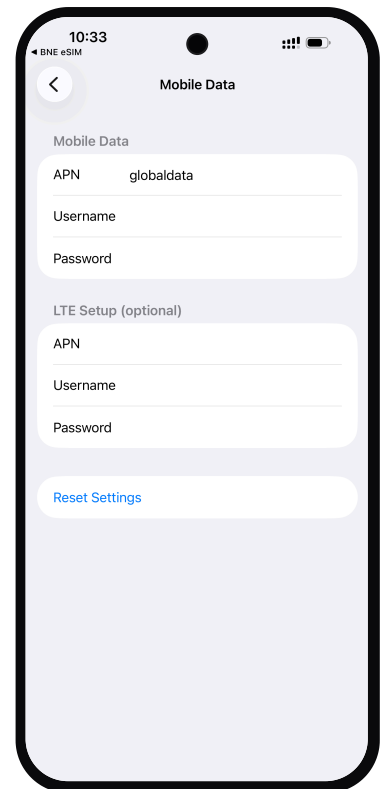 10:33
◀ BNE eSIM
Mobile Data
Mobile Data
APN globaldata
Username
Password
LTE Setup (optional)
APN
Username
Password
Reset Settings